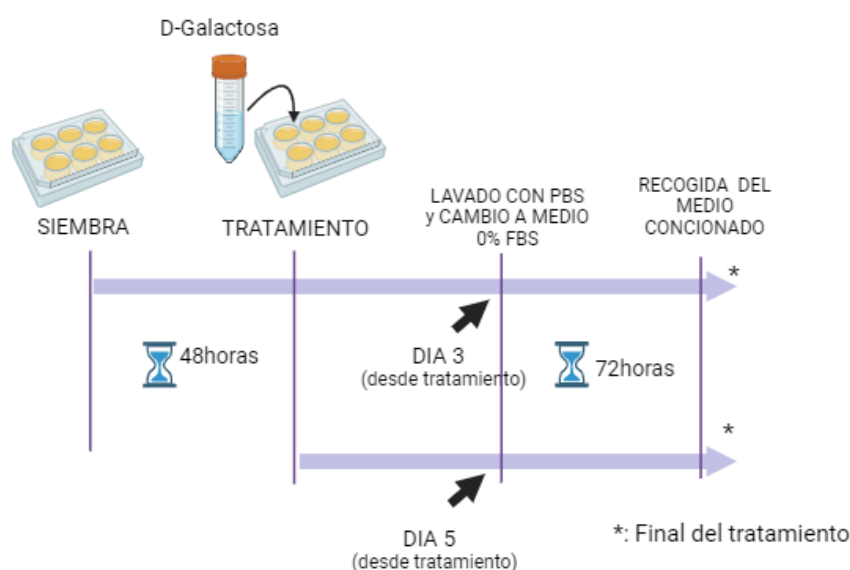 D-Galactosa
SIEMBRA
TRATAMIENTO
LAVADO CON PBS
y CAMBIO A MEDIO
0% FBS
RECOGIDA DEL
MEDIO
CONCIONADO
*
48horas
DIA 3
(desde tratamiento)
72horas
*
DIA 5
(desde tratamiento)
*: Final del tratamiento